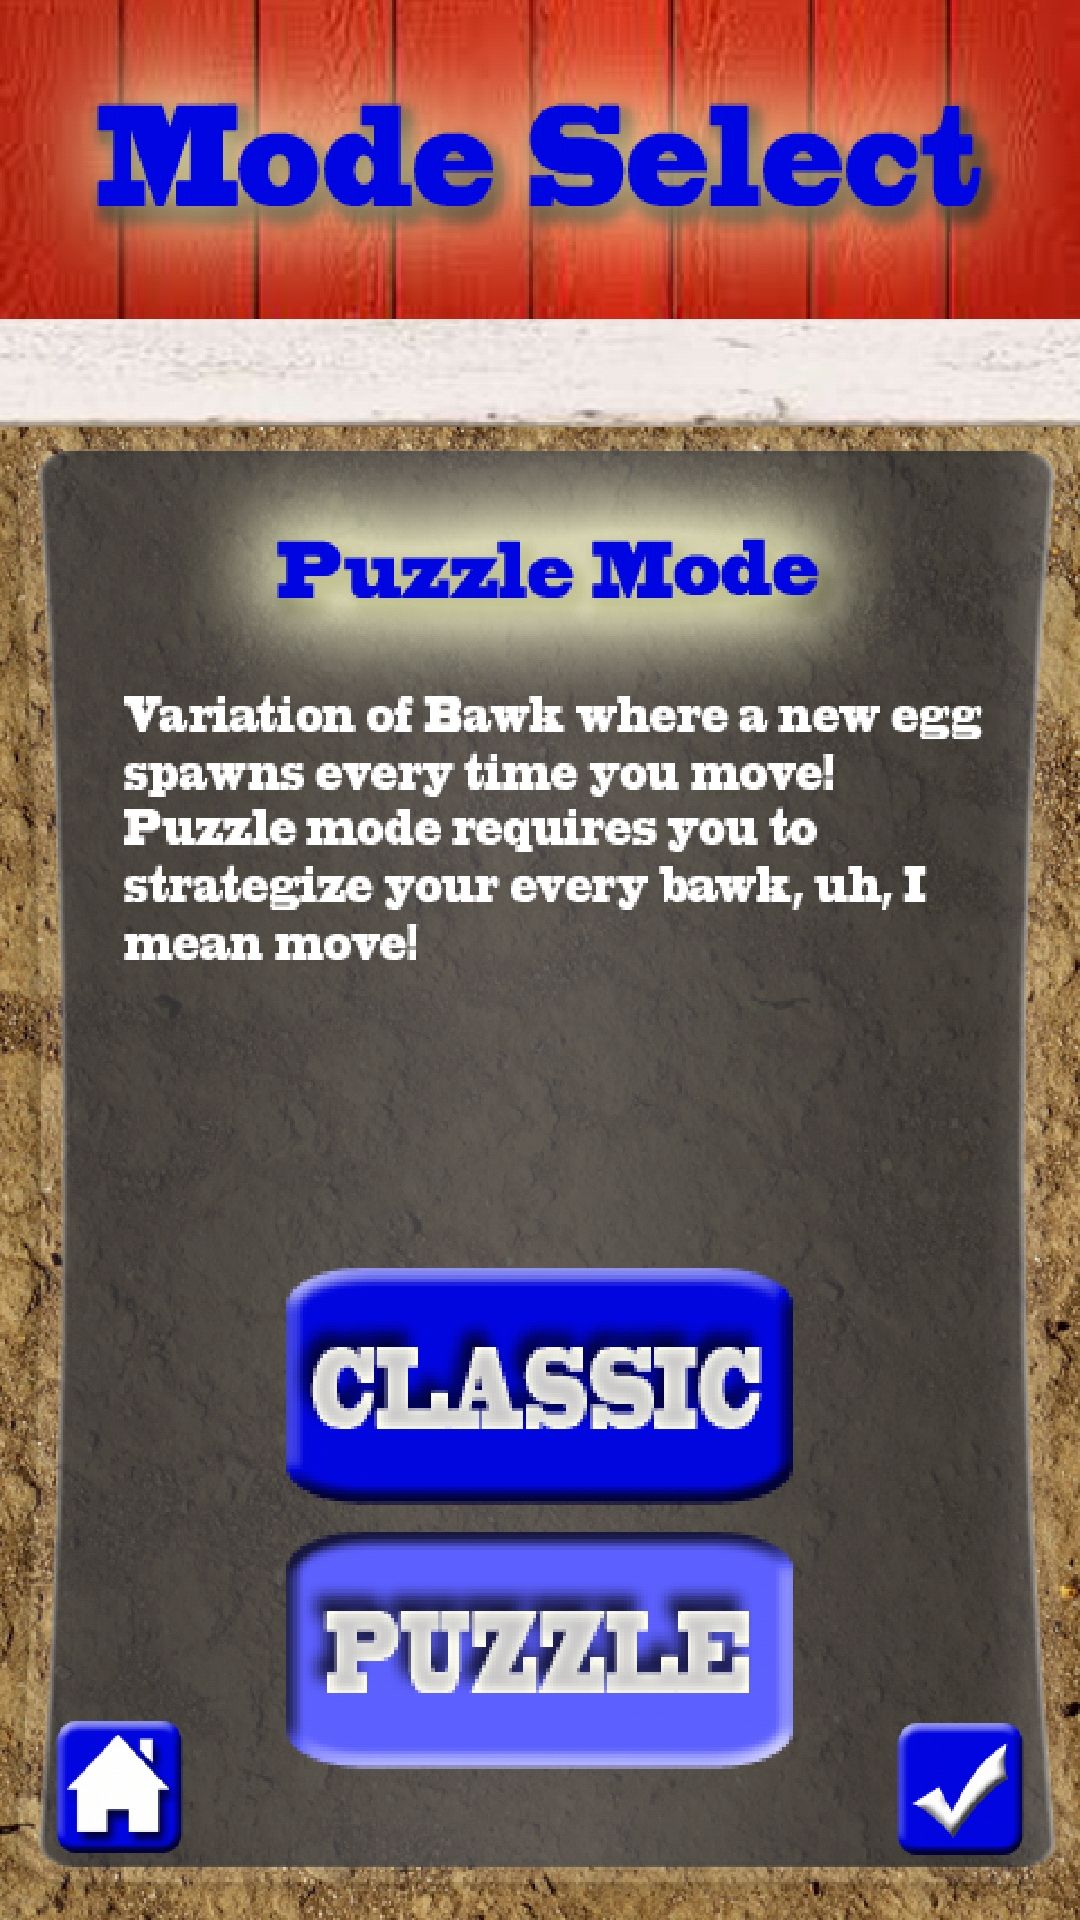 Mode Select
Puzzle Mode
Variation of Bawk where a new egg
spawns every time you move!
Puzzle mode requires you to
strategize your every bawk, uh, I
mean move!
CLASSIC
PUZZLE